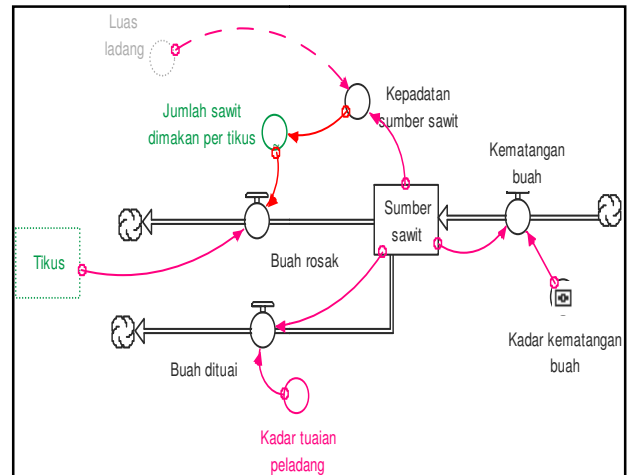 Luas
ladang
Jumlah sawit
dimakan per tikus
Kepadatan
sumber sawit
Kematangan
buah
Sumber
sawit
Tikus
Buah rosak
Buah dituai
Kadar kematangan
buah
Kadar tuaian
peladang